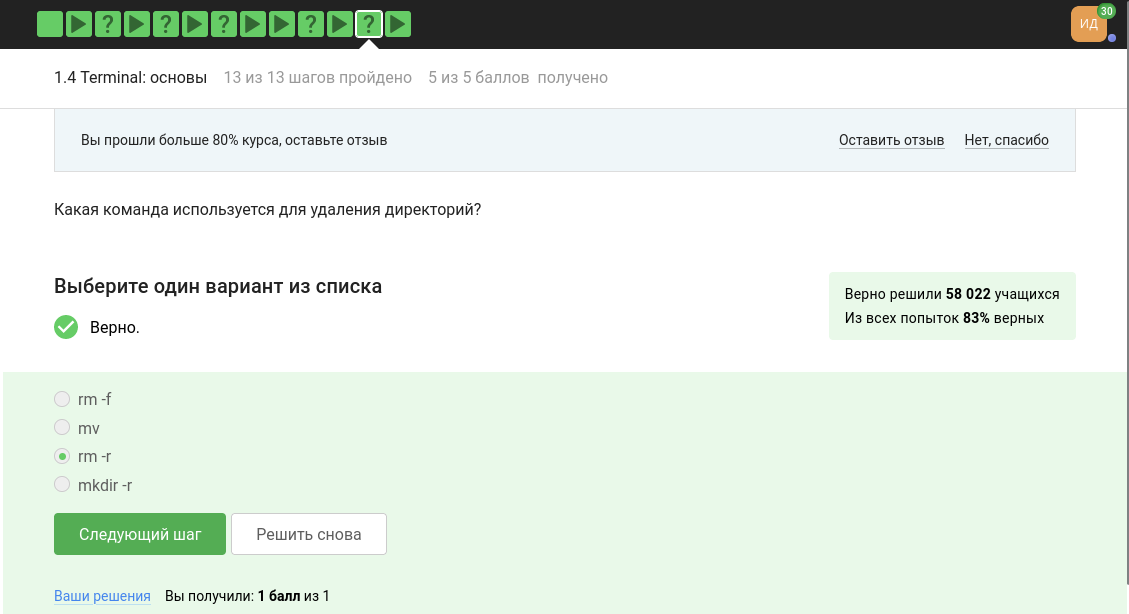 ? ? ? ? ?
30
ИД
1.4 Terminal: основы 13 из 13 шагов пройдено 5 из 5 баллов получено
Вы прошли больше 80% курса, оставьте отзыв Оставить отзыв Нет, спасибо
Какая команда используется для удаления директорий?
Выберите один вариант из списка
Верно.
Верно решили 58 022 учащихся
Из всех попыток 83% верных
rm -f
mv
rm -r
mkdir -r
Следующий шаг Решить снова
Ваши решения Вы получили: 1 балл из 1